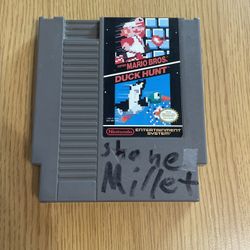 SUPER MARIO BROS.
DUCK HUNT
Nintendo
ENTERTAINMENT
SYSTEM
shane
Millet